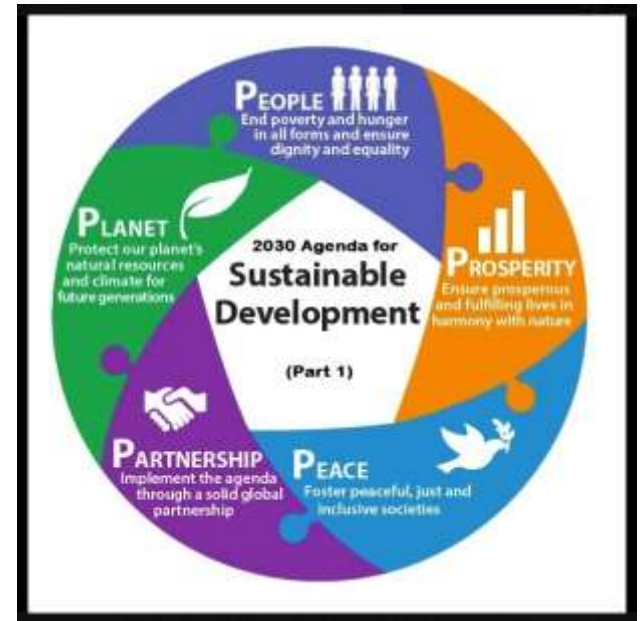 PEOPLE
End poverty and hunger
in all forms and ensure
dignity and equality
PLANET
Protect our planet's
natural resources
and climate for
future generations
2030 Agenda for
Sustainable
Development
(Part 1)
PROSPERITY
Ensure prosperous
and fulfilling lives in
harmony with nature
PARTNERSHIP
Implement the agenda
through a solid global
partnership
PEACE
Foster peaceful, just and
inclusive societies